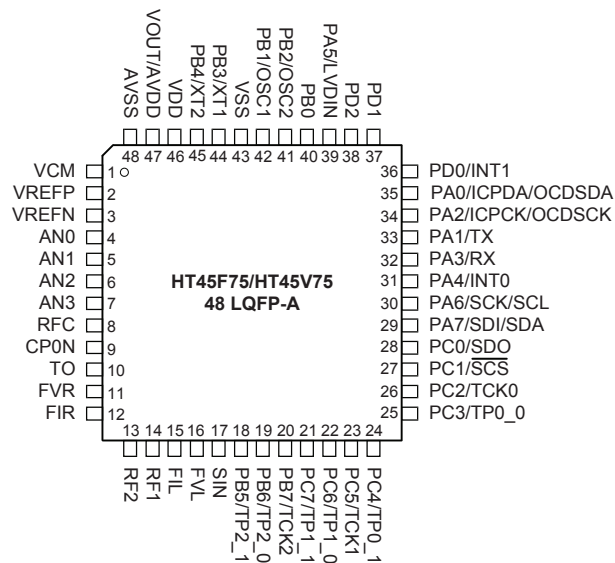 AVSS
VOUT/AVDD
VDD
PB4/XT2
PB3/XT1
VSS
PB1/OSC1
PB2/OSC2
PB0
PA5/LVDIN
PD2
PD1
48 47 46 45 44 43 42 41 40 39 38 37
VCM 1
VREFP 2
VREFN 3
AN0 4
AN1 5
AN2 6
AN3 7
RFC 8
CP0N 9
TO 10
FVR 11
FIR 12
HT45F75/HT45V75
48 LQFP-A
36 PD0/INT1
35 PA0/ICPDA/OCDSDA
34 PA2/ICPCK/OCDSCK
33 PA1/TX
32 PA3/RX
31 PA4/INT0
30 PA6/SCK/SCL
29 PA7/SDI/SDA
28 PC0/SDO
27 PC1/SCS
26 PC2/TCK0
25 PC3/TP0_0
13 14 15 16 17 18 19 20 21 22 23 24
RF2
RF1
FIL
FVL
SIN
PB5/TP2_1
PB6/TP2_0
PB7/TCK2
PC7/TP1_1
PC6/TP1_0
PC5/TCK1
PC4/TP0_1